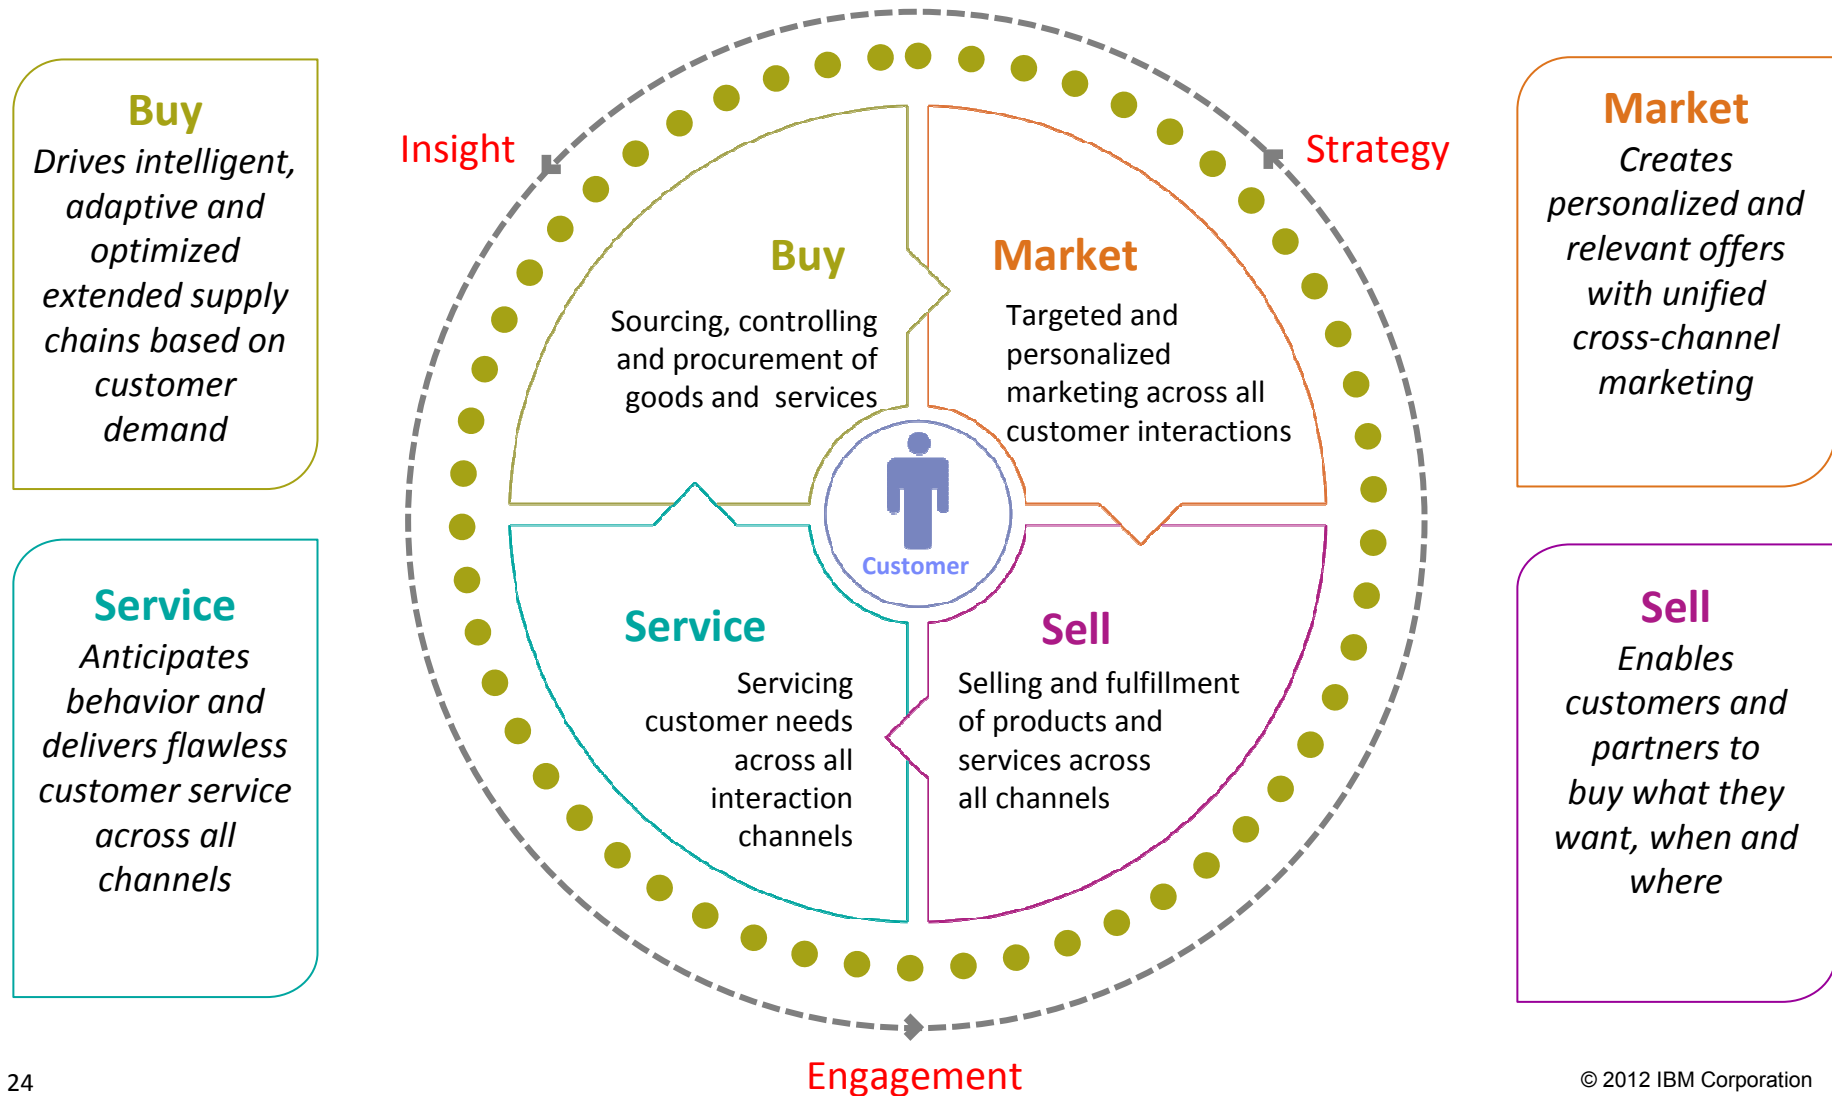 Buy
Drives intelligent,
adaptive and
optimized
extended supply
chains based on
customer
demand
Service
Anticipates
behavior and
delivers flawless
customer service
across all
channels
Insight
Strategy
Engagement
Buy
Sourcing, controlling
and procurement of
goods and  services
Market
Targeted and
personalized
marketing across all
customer interactions
Customer
Service
Servicing
customer needs
across all
interaction
channels
Sell
Selling and fulfillment
of products and
services across
all channels
Market
Creates
personalized and
relevant offers
with unified
cross-channel
marketing
Sell
Enables
customers and
partners to
buy what they
want, when and
where
24
© 2012 IBM Corporation